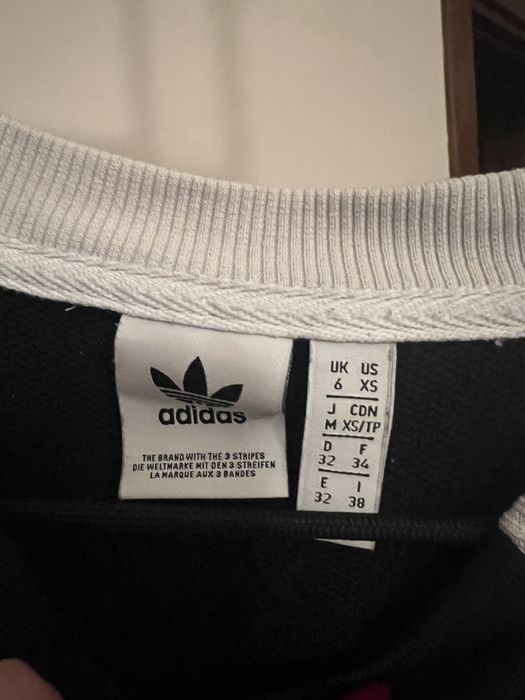 adidas
THE BRAND WITH THE 3 STRIPES
DIE WELTMARKE MIT DEN 3 STREIFEN
LA MARQUE AUX 3 BANDES
UK US
6 XS
J CDN
M XS/TP
D F
32 34
E I
32 38